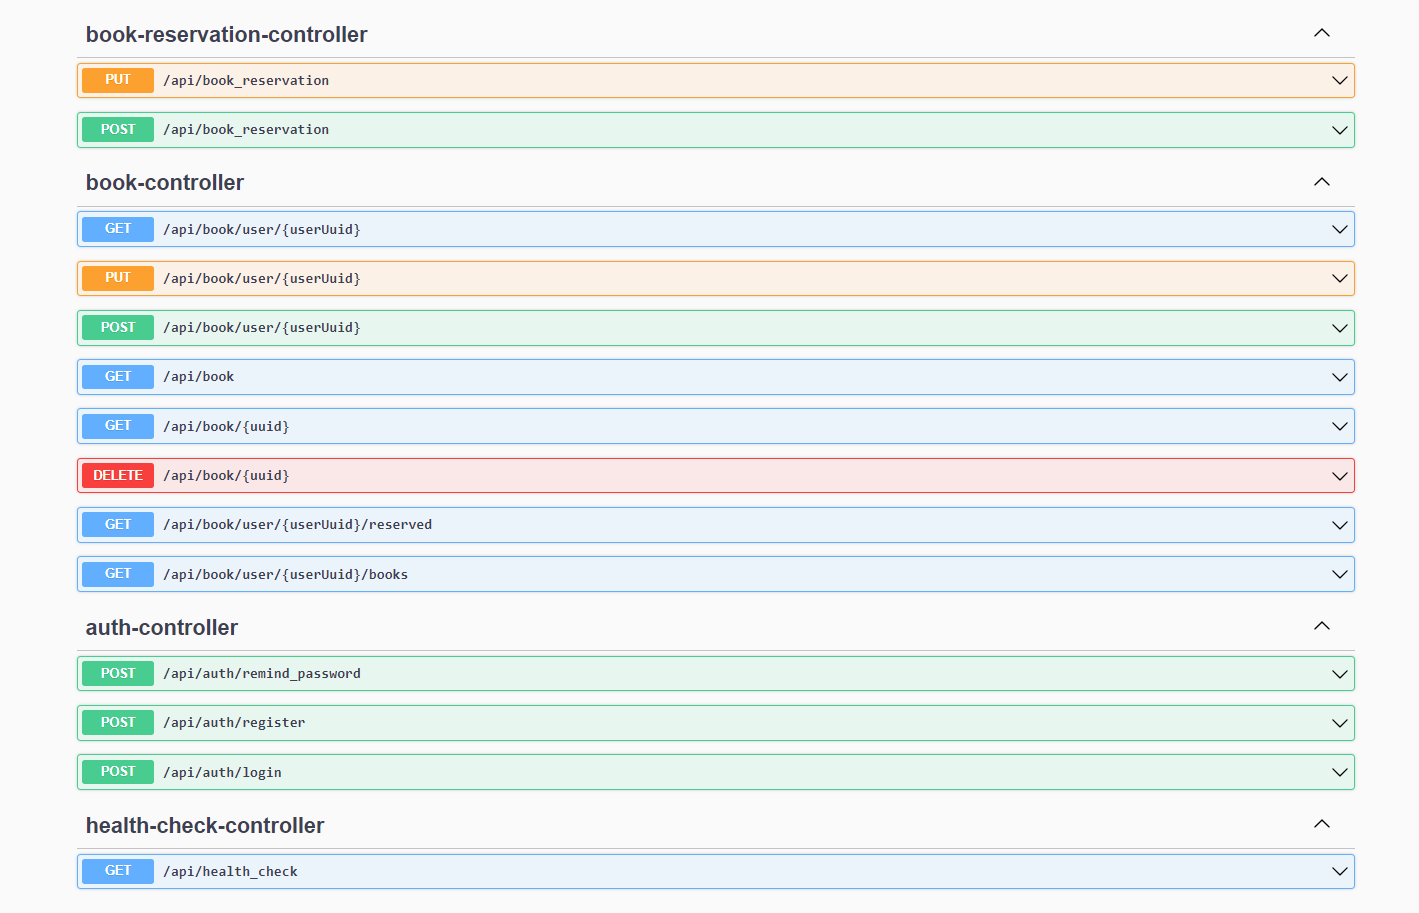 book-reservation-controller
PUT /api/book_reservation
POST /api/book_reservation
book-controller
GET /api/book/user/{userUuid}
PUT /api/book/user/{userUuid}
POST /api/book/user/{userUuid}
GET /api/book
GET /api/book/{uuid}
DELETE /api/book/{uuid}
GET /api/book/user/{userUuid}/reserved
GET /api/book/user/{userUuid}/books
auth-controller
POST /api/auth/remind_password
POST /api/auth/register
POST /api/auth/login
health-check-controller
GET /api/health_check